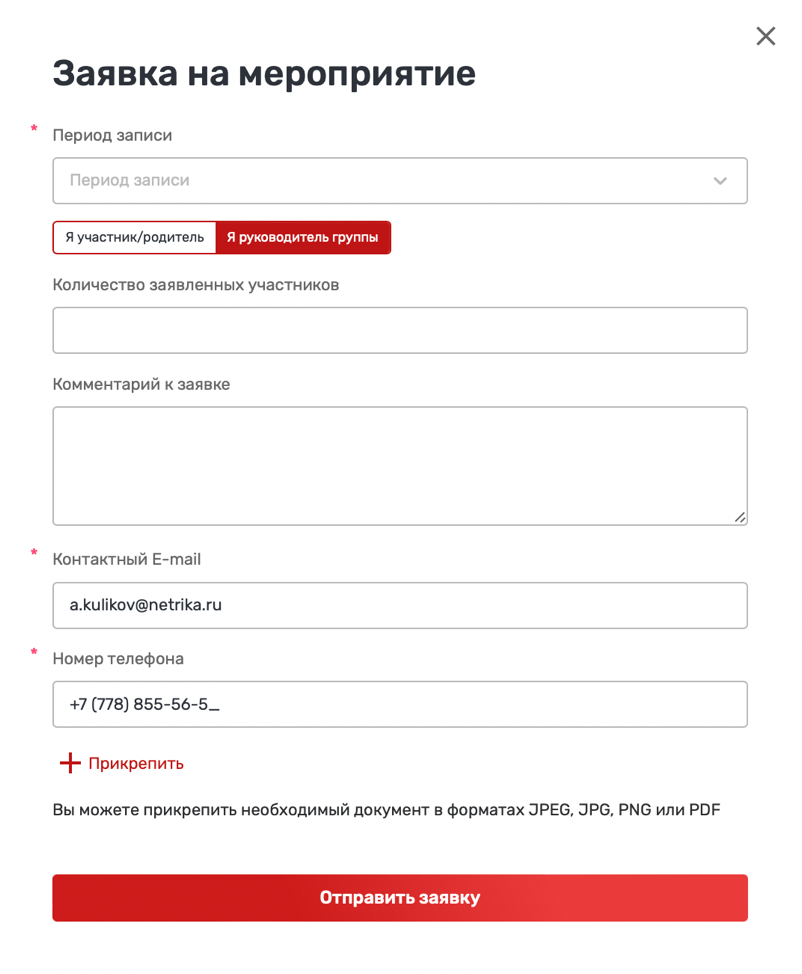 Заявка на мероприятие
* Период записи
Период записи
Я участник/родитель Я руководитель группы
Количество заявленных участников
Комментарий к заявке
* Контактный E-mail
a.kulikov@netrika.ru
* Номер телефона
+7 (778) 855-56-5_
Прикрепить
Вы можете прикрепить необходимый документ в форматах JPEG, JPG, PNG или PDF
Отправить заявку